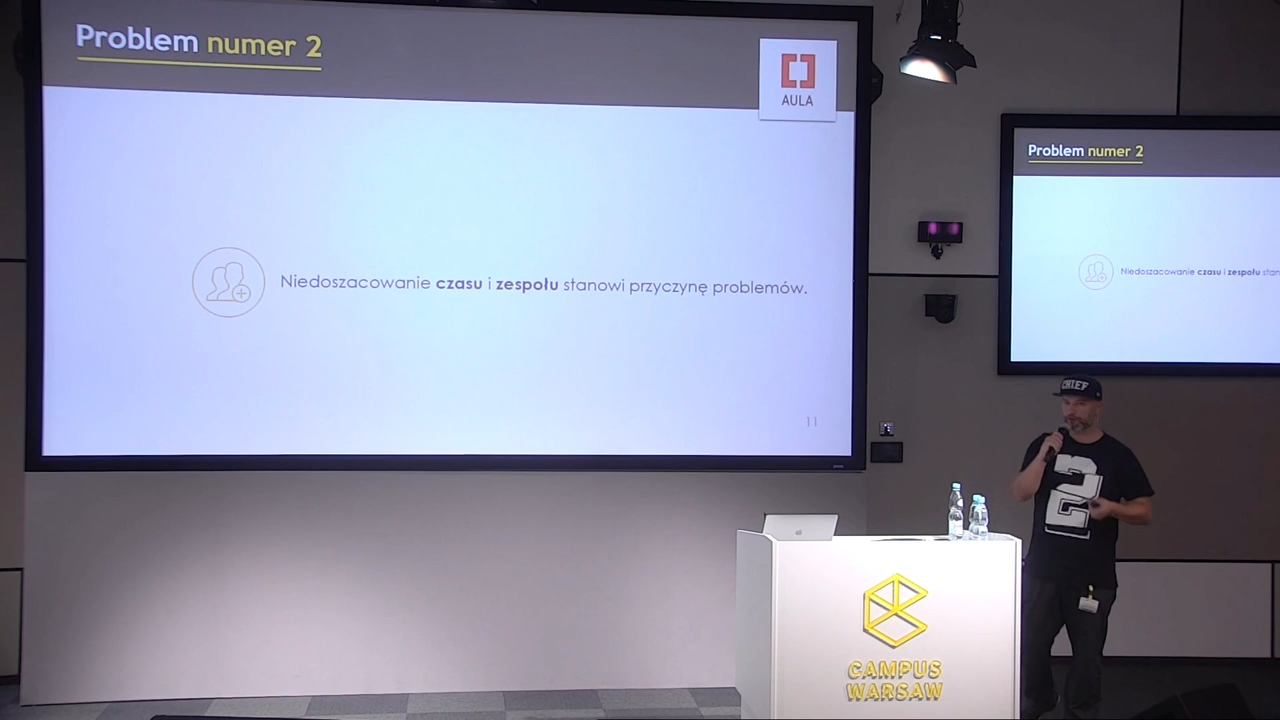 Problem numer 2
AULA
Niedoszacowanie czasu i zespołu stanowi przyczynę problemów.
11
Problem numer 2
Niedoszacowanie czasu i zespołu stan
CHIEF
2
CAMPUS
WARSAW